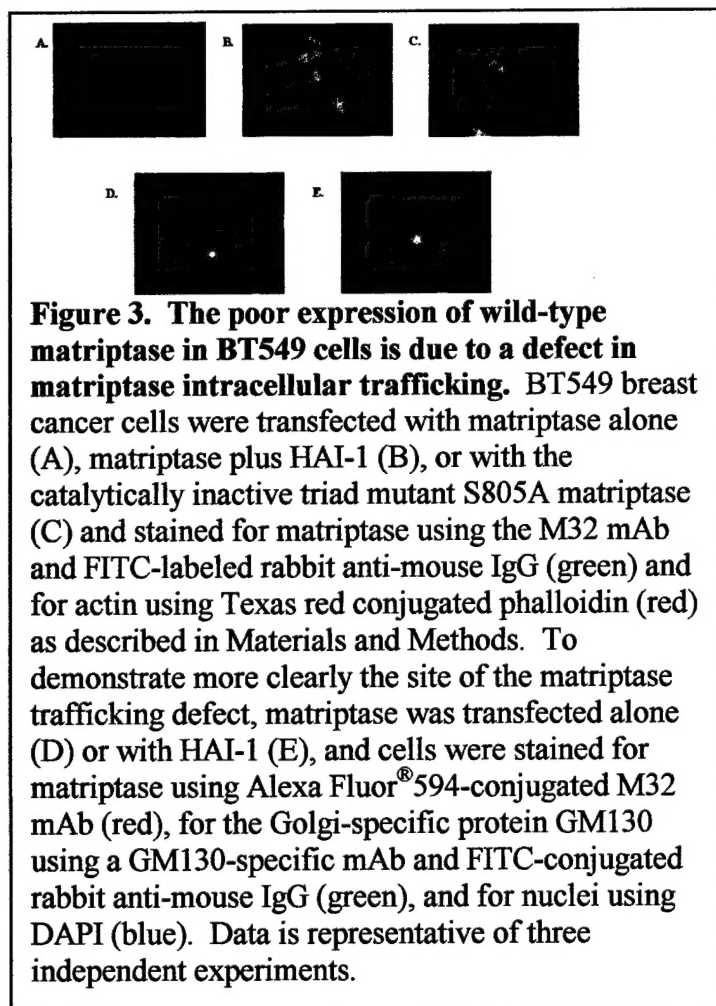 A. B. C.
D. E.
Figure 3. The poor expression of wild-type
matriptase in BT549 cells is due to a defect in
matriptase intracellular trafficking. BT549 breast
cancer cells were transfected with matriptase alone
(A), matriptase plus HAI-1 (B), or with the
catalytically inactive triad mutant S805A matriptase
(C) and stained for matriptase using the M32 mAb
and FITC-labeled rabbit anti-mouse IgG (green) and
for actin using Texas red conjugated phalloidin (red)
as described in Materials and Methods. To
demonstrate more clearly the site of the matriptase
trafficking defect, matriptase was transfected alone
(D) or with HAI-1 (E), and cells were stained for
matriptase using Alexa Fluor®594-conjugated M32
mAb (red), for the Golgi-specific protein GM130
using a GM130-specific mAb and FITC-conjugated
rabbit anti-mouse IgG (green), and for nuclei using
DAPI (blue). Data is representative of three
independent experiments.